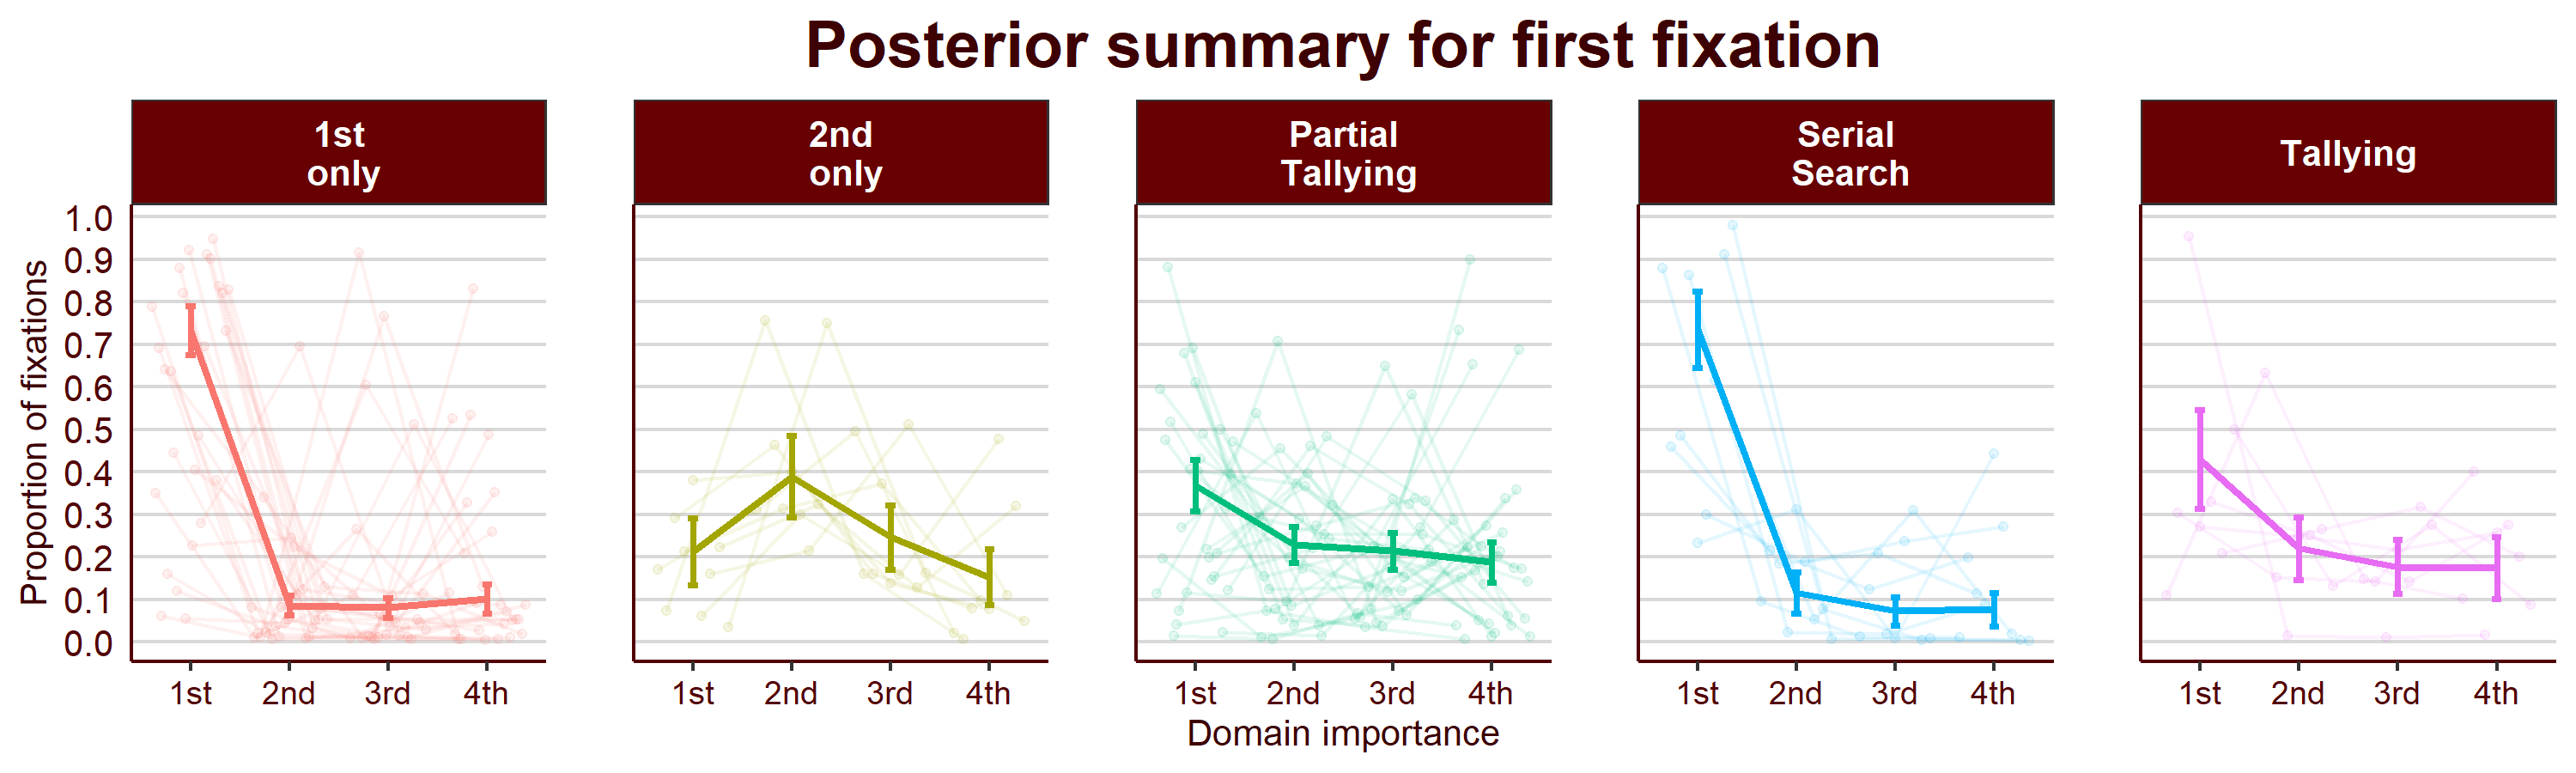 Posterior summary for first fixation
1st
only
2nd
only
Partial
Tallying
Serial
Search
Tallying
Proportion of fixations
1.0
0.9
0.8
0.7
0.6
0.5
0.4
0.3
0.2
0.1
0.0
1st 2nd 3rd 4th
1st 2nd 3rd 4th
1st 2nd 3rd 4th
1st 2nd 3rd 4th
1st 2nd 3rd 4th
Domain importance